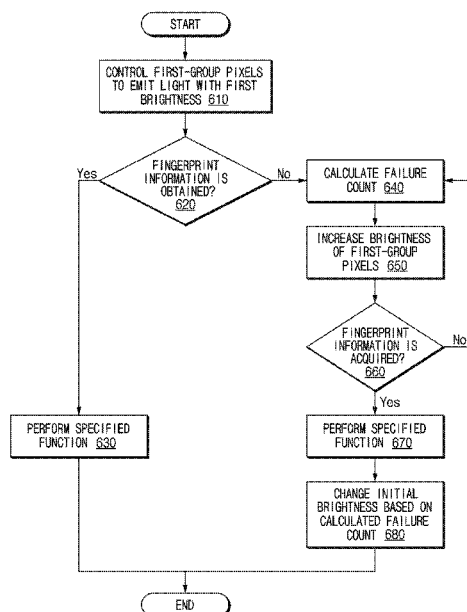 START
CONTROL FIRST-GROUP PIXELS
TO EMIT LIGHT WITH FIRST
BRIGHTNESS 610
Yes
FINGERPRINT
INFORMATION IS
OBTAINED?
620
No
CALCULATE FAILURE
COUNT 640
INCREASE BRIGHTNESS
OF FIRST-GROUP
PIXELS 650
FINGERPRINT
INFORMATION IS
ACQUIRED?
660
No
Yes
PERFORM SPECIFIED
FUNCTION 630
PERFORM SPECIFIED
FUNCTION 670
CHANGE INITIAL
BRIGHTNESS BASED ON
CALCULATED FAILURE
COUNT 680
END